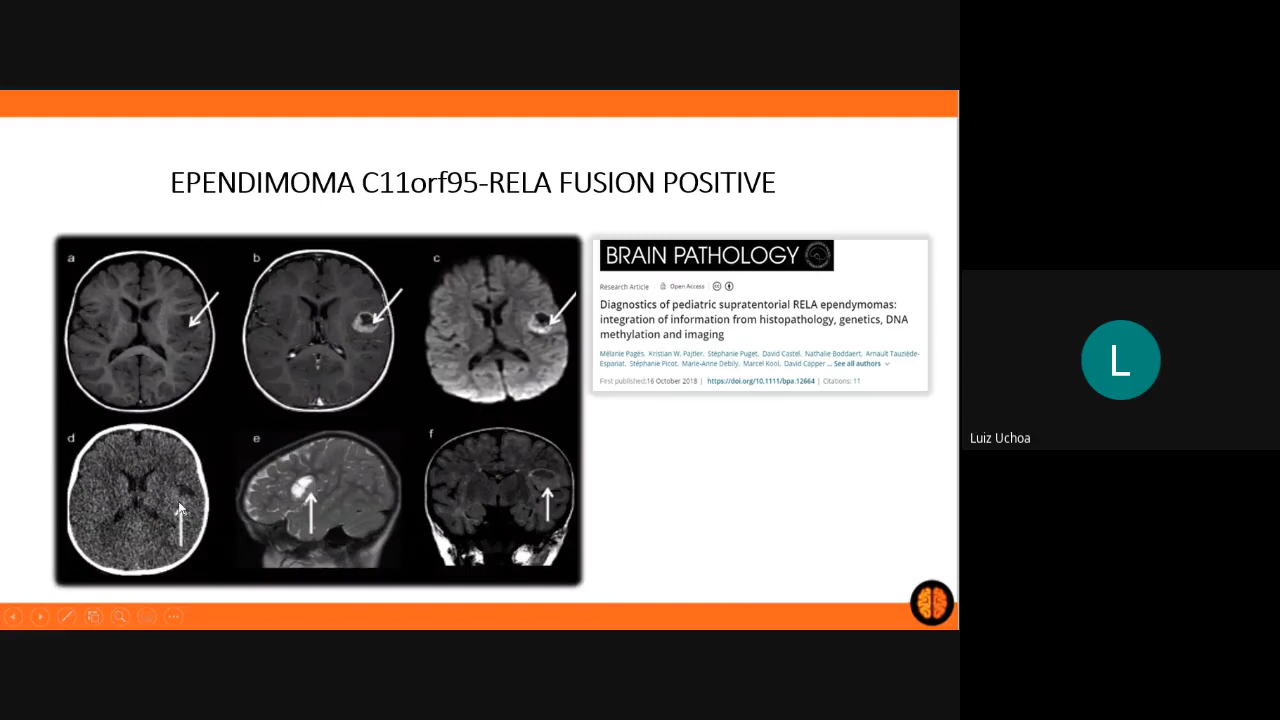 EPENDIMOMA C11orf95-RELA FUSION POSITIVE
a
b
c
d
e
f
BRAIN PATHOLOGY
Research Article
Open Access
Diagnostics of pediatric supratentorial RELA ependymomas:
integration of information from histopathology, genetics, DNA
methylation and imaging
Mélanie Pagès, Kristian W. Pajtler, Stéphanie Puget, David Castel, Nathalie Boddaert, Arnault Tauziède-
Espariat, Stéphanie Picot, Marie-Anne Debily, Marcel Kool, David Capper ... See all authors
First published:16 October 2018 | https://doi.org/10.1111/bpa.12664 | Citations: 11
L
Luiz Uchoa